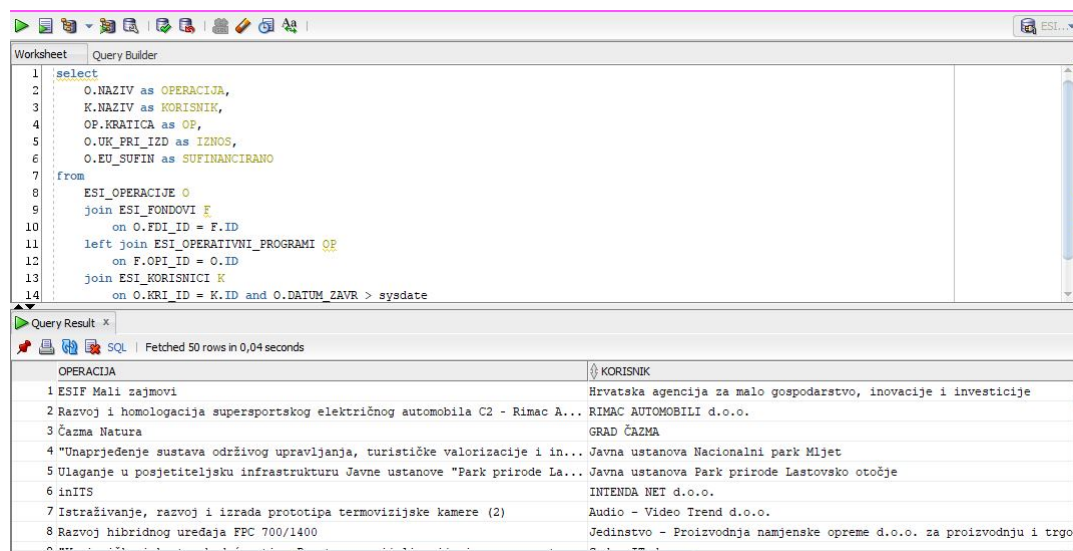 ESI...
Worksheet Query Builder
1 select
2 O.NAZIV as OPERACIJA,
3 K.NAZIV as KORISNIK,
4 OP.KRATICA as OP,
5 O.UK_PRI_IZD as IZNOS,
6 O.EU_SUFIN as SUFINANCIRANO
7 from
8 ESI_OPERACIJE O
9 join ESI_FONDOVI F
10 on O.FDI_ID = F.ID
11 left join ESI_OPERATIVNI_PROGRAMI OP
12 on F.OPI_ID = O.ID
13 join ESI_KORISNICI K
14 on O.KRI_ID = K.ID and O.DATUM_ZAVR > sysdate
Query Result x
SQL | Fetched 50 rows in 0,04 seconds
OPERACIJA KORISNIK
1 ESIF Mali zajmovi Hrvatska agencija za malo gospodarstvo, inovacije i investicije
2 Razvoj i homologacija supersportskog električnog automobila C2 - Rimac A... RIMAC AUTOMOBILI d.o.o.
3 Čazma Natura GRAD ČAZMA
4 "Unaprjeđenje sustava održivog upravljanja, turističke valorizacije i in... Javna ustanova Nacionalni park Mljet
5 Ulaganje u posjetiteljsku infrastrukturu Javne ustanove "Park prirode La... Javna ustanova Park prirode Lastovsko otočje
6 inITS INTENDA NET d.o.o.
7 Istraživanje, razvoj i izrada prototipa termovizijske kamere (2) Audio - Video Trend d.o.o.
8 Razvoj hibridnog uređaja FPC 700/1400 Jedinstvo - Proizvodnja namjenske opreme d.o.o. za proizvodnju i trgo